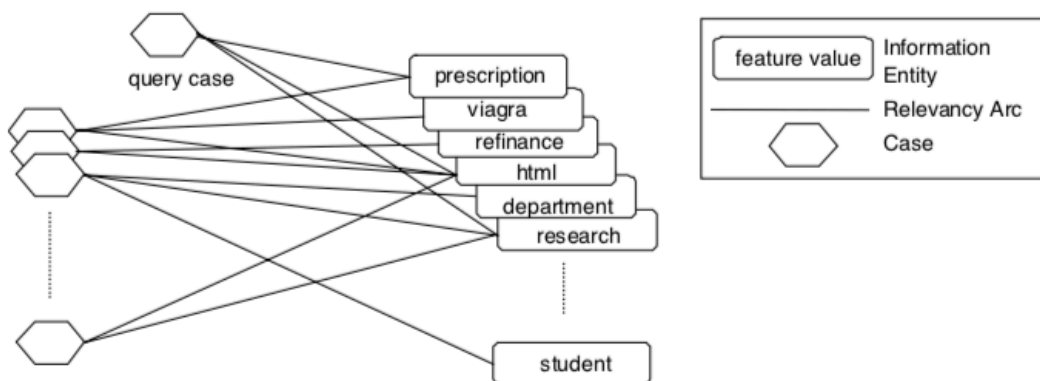 query case
prescription
viagra
refinance
html
department
research
student
feature value
Information
Entity
Relevancy Arc
Case